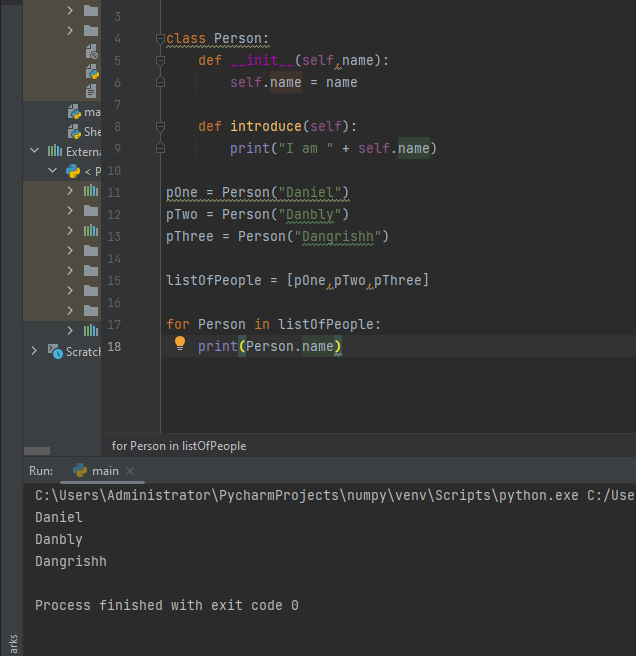 3
4 class Person:
5 def __init__(self,name):
6 self.name = name
7
8 def introduce(self):
9 print("I am " + self.name)
10
11 pOne = Person("Daniel")
12 pTwo = Person("Danbly")
13 pThree = Person("Dangrishh")
14
15 listOfPeople = [pOne,pTwo,pThree]
16
17 for Person in listOfPeople:
18 print(Person.name)
ma
She
Externa
< P
Scratch
for Person in listOfPeople
Run: main
C:\Users\Administrator\PycharmProjects\numpy\venv\Scripts\python.exe C:/Use
Daniel
Danbly
Dangrishh
Process finished with exit code 0
arks